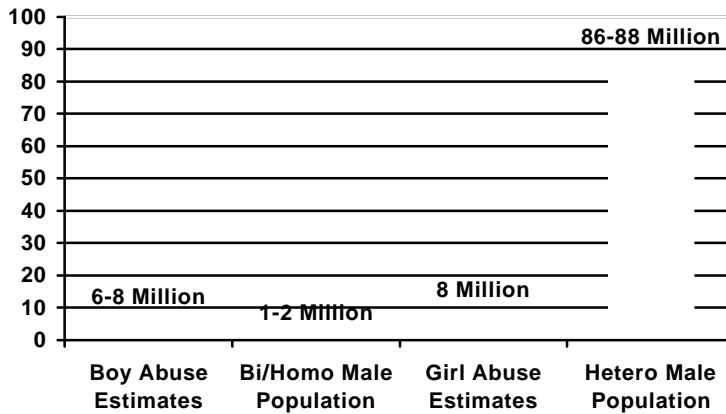 100
86-88 Million
90
80
70
60
50
40
30
20
8 Million
6-8 Million
10
1-2 Million
0
Boy Abuse Bi/Homo Male Girl Abuse Hetero Male
Estimates Population Estimates Population